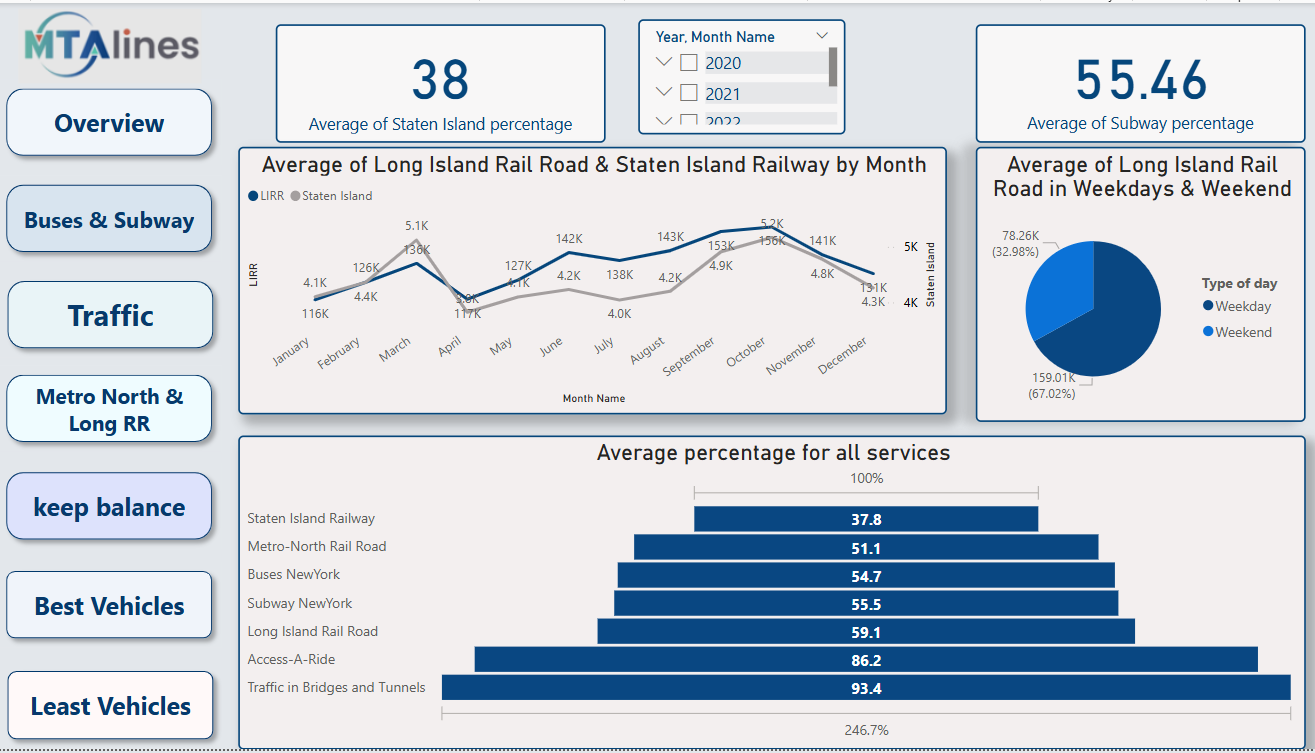 MTAlines
Overview
Buses & Subway
Traffic
Metro North &
Long RR
keep balance
Best Vehicles
Least Vehicles
38
Average of Staten Island percentage
Year, Month Name
2020
2021
2022
55.46
Average of Subway percentage
Average of Long Island Rail Road & Staten Island Railway by Month
LIRR Staten Island
LIRR
4.1K
116K
126K
4.4K
5.1K
136K
3.8K
117K
127K
4.1K
142K
4.2K
138K
4.0K
143K
4.2K
153K
4.9K
5.2K
156K
141K
4.8K
131K
4.3K
5K
4K
Staten Island
January
February
March
April
May
June
July
August
September
October
November
December
Month Name
Average of Long Island Rail
Road in Weekdays & Weekend
78.26K
(32.98%)
159.01K
(67.02%)
Type of day
Weekday
Weekend
Average percentage for all services
100%
Staten Island Railway 37.8
Metro-North Rail Road 51.1
Buses NewYork 54.7
Subway NewYork 55.5
Long Island Rail Road 59.1
Access-A-Ride 86.2
Traffic in Bridges and Tunnels 93.4
246.7%